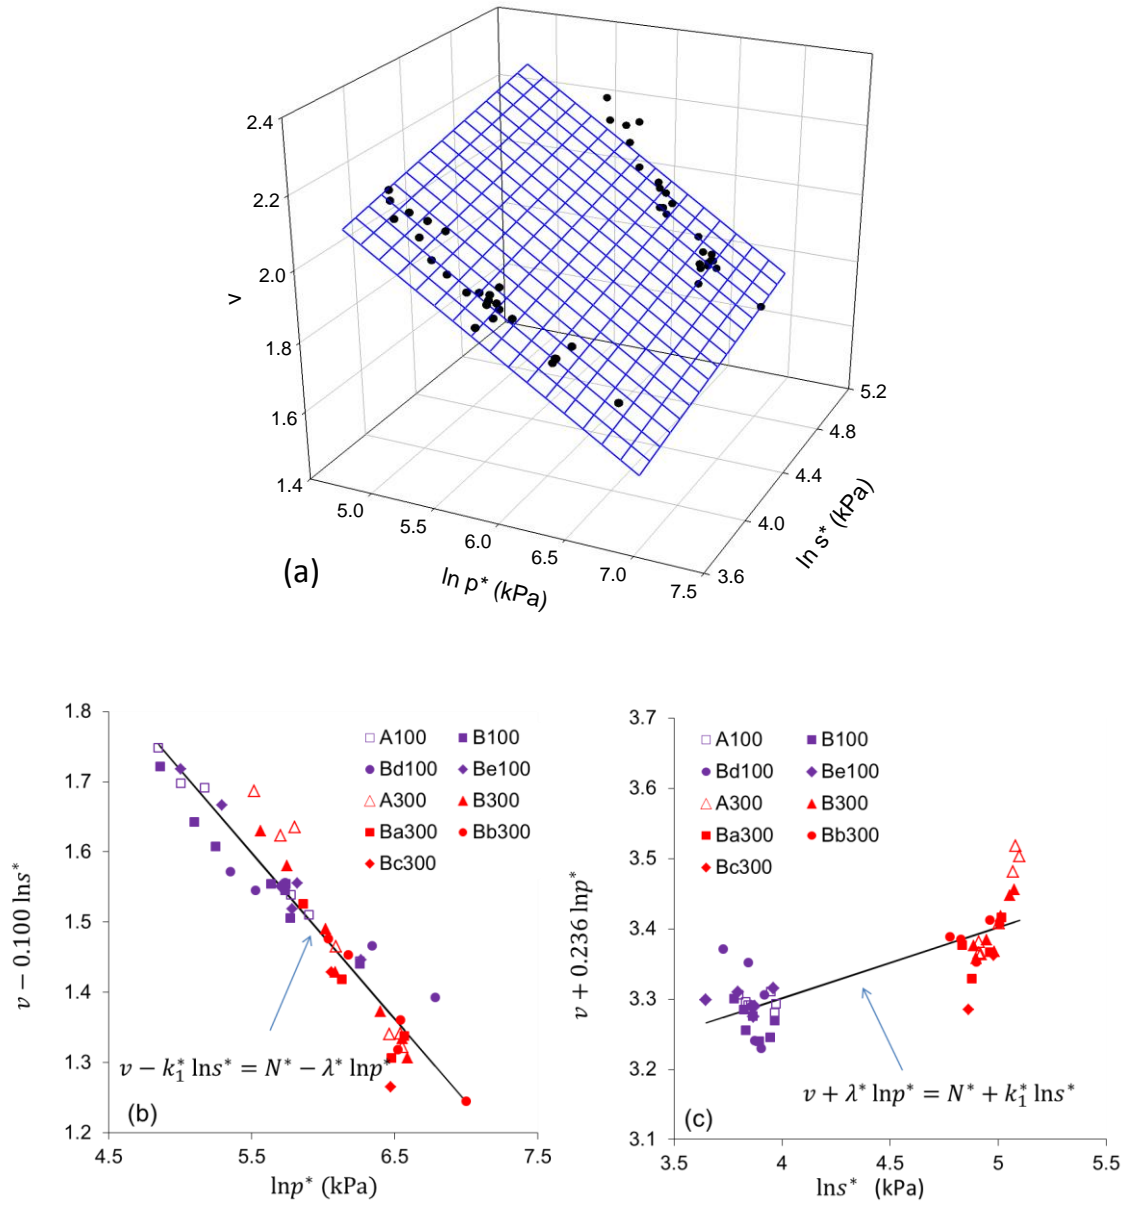 2.4
2.2
2.0
1.8
1.6
1.4
v
5.0
5.5
6.0
6.5
7.0
7.5
ln p* (kPa)
5.2
4.8
4.4
4.0
3.6
ln s* (kPa)
(a)
1.8
1.7
1.6
1.5
1.4
1.3
1.2
v − 0.100 lns*
A100 B100
Bd100 Be100
A300 B300
Ba300 Bb300
Bc300
v − k₁* lns* = N* − λ* lnp*
(b)
4.5 5.5 6.5 7.5
lnp* (kPa)
3.7
3.6
3.5
3.4
3.3
3.2
3.1
v + 0.236 lnp*
A100 B100
Bd100 Be100
A300 B300
Ba300 Bb300
Bc300
v + λ* lnp* = N* + k₁* lns*
(c)
3.5 4 4.5 5 5.5
lns* (kPa)